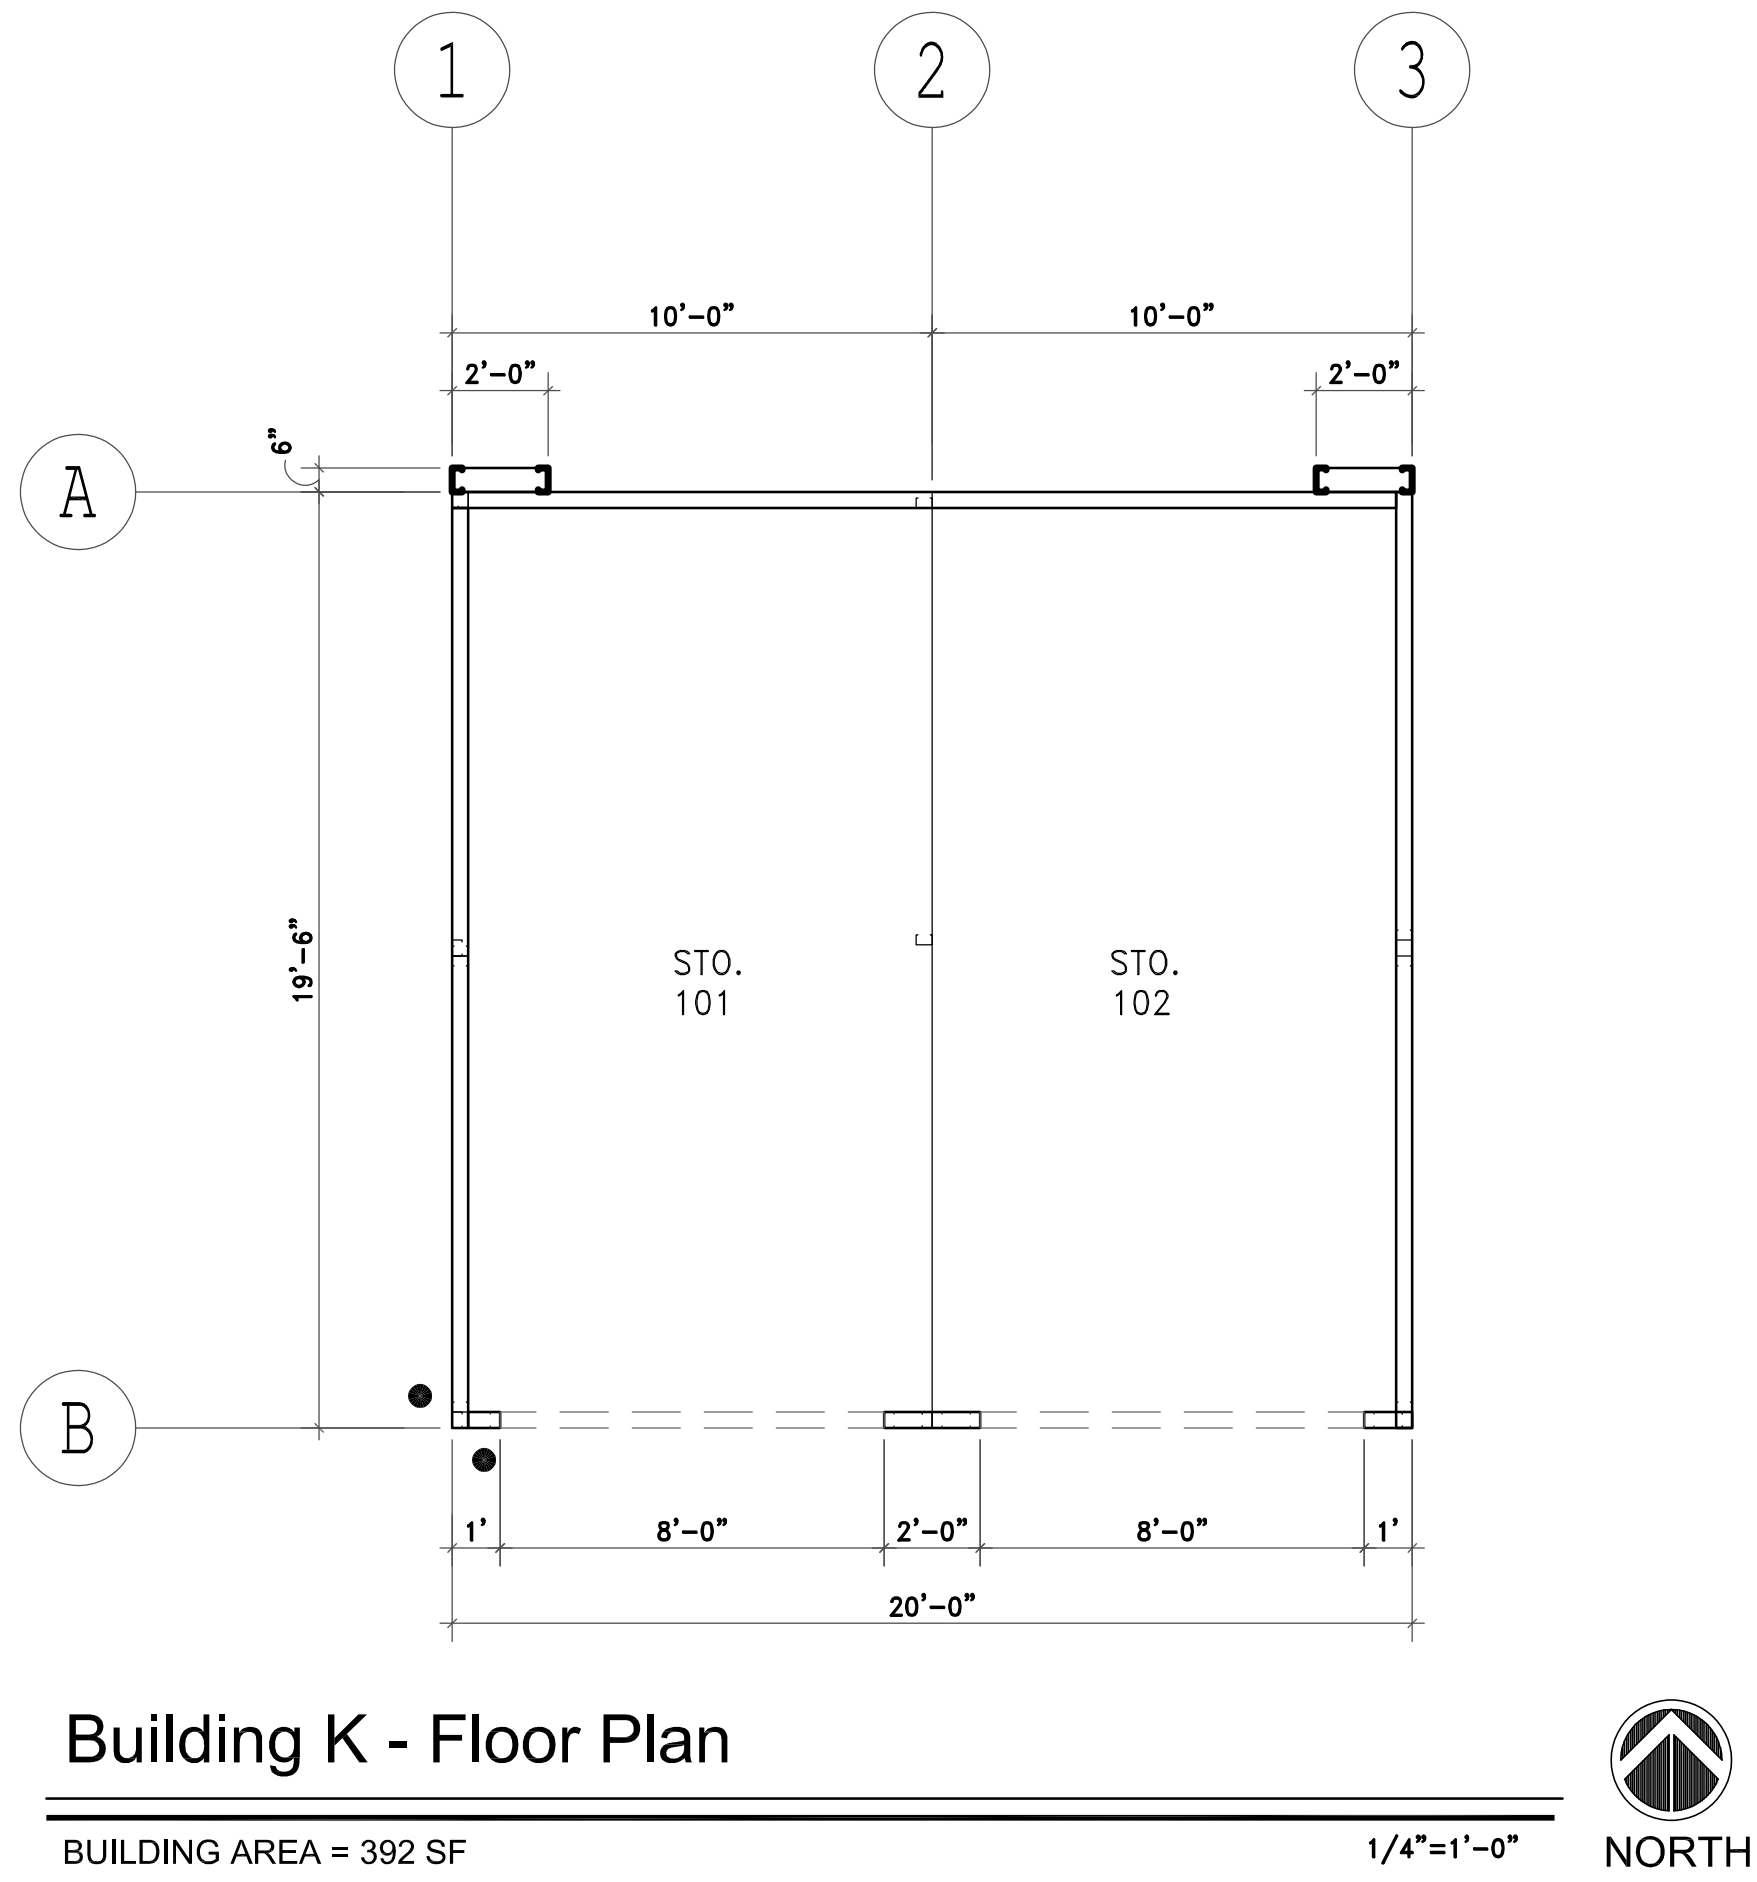 1 2 3
10'-0" 10'-0"
2'-0" 2'-0"
6"
A
19'-6"
STO. STO.
101 102
B
1' 8'-0" 2'-0" 8'-0" 1'
20'-0"
Building K - Floor Plan
BUILDING AREA = 392 SF
1/4"=1'-0"
NORTH